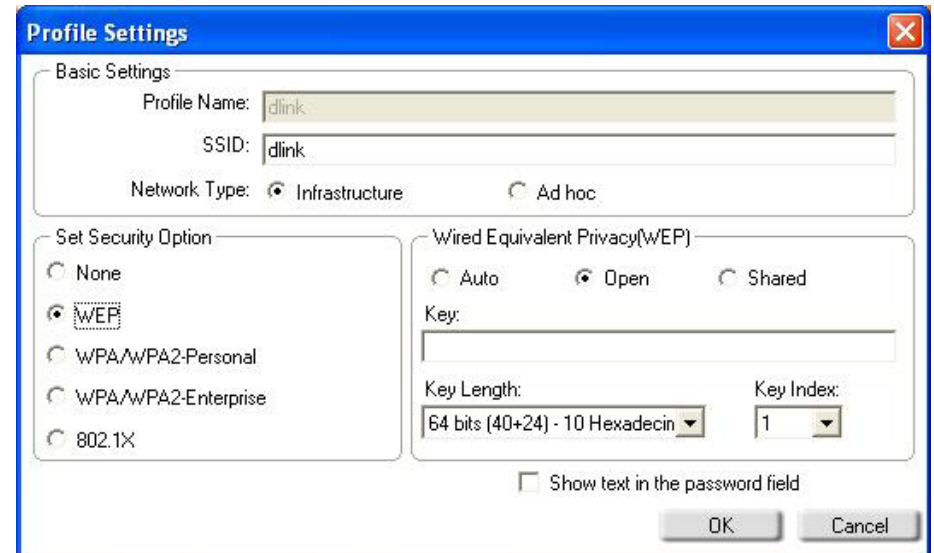 Profile Settings
Basic Settings
Profile Name: dlink
SSID: dlink
Network Type: Infrastructure Ad hoc
Set Security Option
None
WEP
WPA/WPA2-Personal
WPA/WPA2-Enterprise
802.1X
Wired Equivalent Privacy(WEP)
Auto Open Shared
Key:
Key Length: Key Index:
64 bits (40+24) - 10 Hexadecin 1
Show text in the password field
OK Cancel